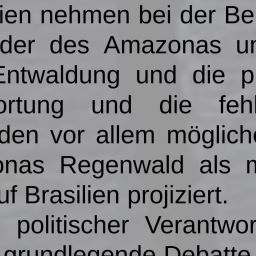 ien nehmen bei der Be
der des Amazonas un
Entwaldung und die p
ortung und die fehl
den vor allem mögliche
onas Regenwald als m
uf Brasilien projiziert.
politischer Verantwor
grundlegende Debatte